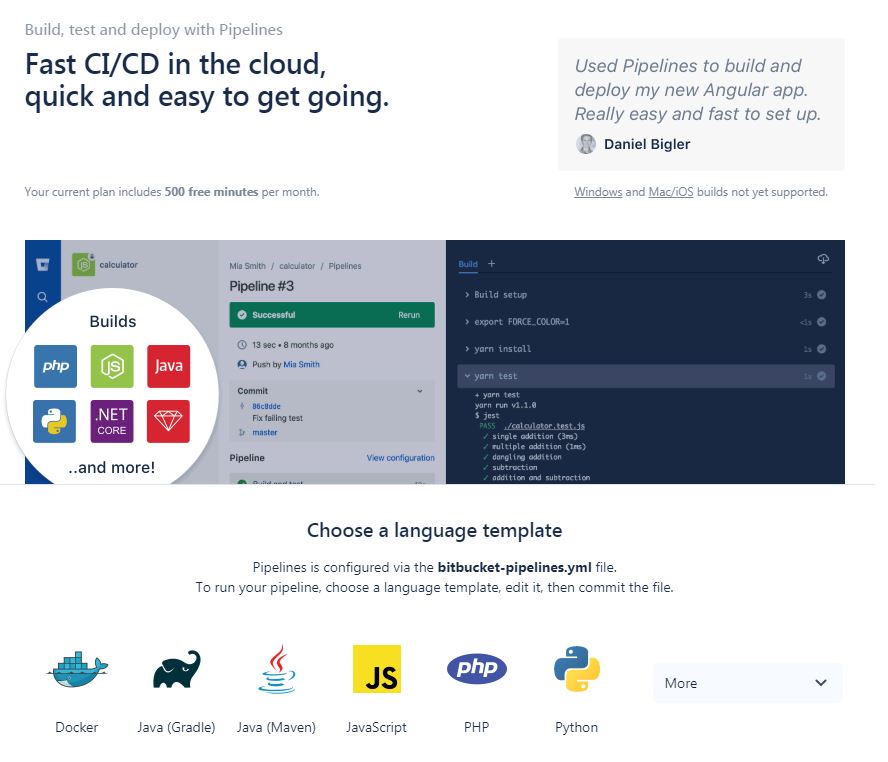 Build, test and deploy with Pipelines
Fast CI/CD in the cloud,
quick and easy to get going.
Used Pipelines to build and
deploy my new Angular app.
Really easy and fast to set up.
Daniel Bigler
Your current plan includes 500 free minutes per month.
Windows and Mac/iOS builds not yet supported.
calculator
Builds
php
JS
Java
.NET
CORE
..and more!
Mia Smith / calculator / Pipelines
Pipeline #3
Successful
Rerun
13 sec • 8 months ago
Push by Mia Smith
Commit
86c8dde
Fix failing test
master
Pipeline
View configuration
Build and test
Build +
> Build setup
3s
> export FORCE_COLOR=1
<1s
> yarn install
1s
yarn test
1s
+ yarn test
yarn run v1.1.0
$ jest
PASS ./calculator.test.js
✓ single addition (3ms)
✓ multiple addition (1ms)
✓ dangling addition
✓ subtraction
✓ addition and subtraction
Choose a language template
Pipelines is configured via the bitbucket-pipelines.yml file.
To run your pipeline, choose a language template, edit it, then commit the file.
JS
php
Docker
Java (Gradle)
Java (Maven)
JavaScript
PHP
Python
More